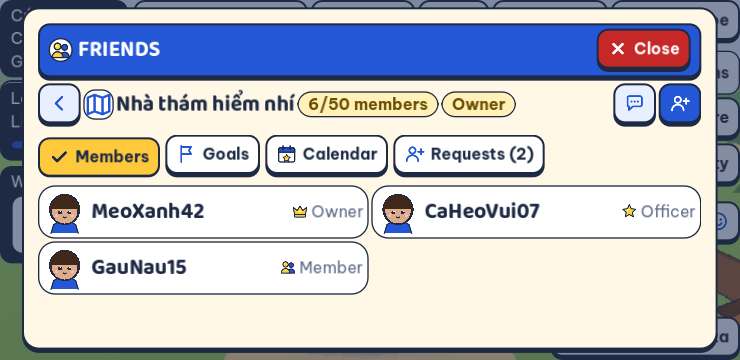 FRIENDS
Close
Nhà thám hiểm nhí 6/50 members Owner
Members Goals Calendar Requests (2)
MeoXanh42 Owner
CaHeoVui07 Officer
GauNau15 Member